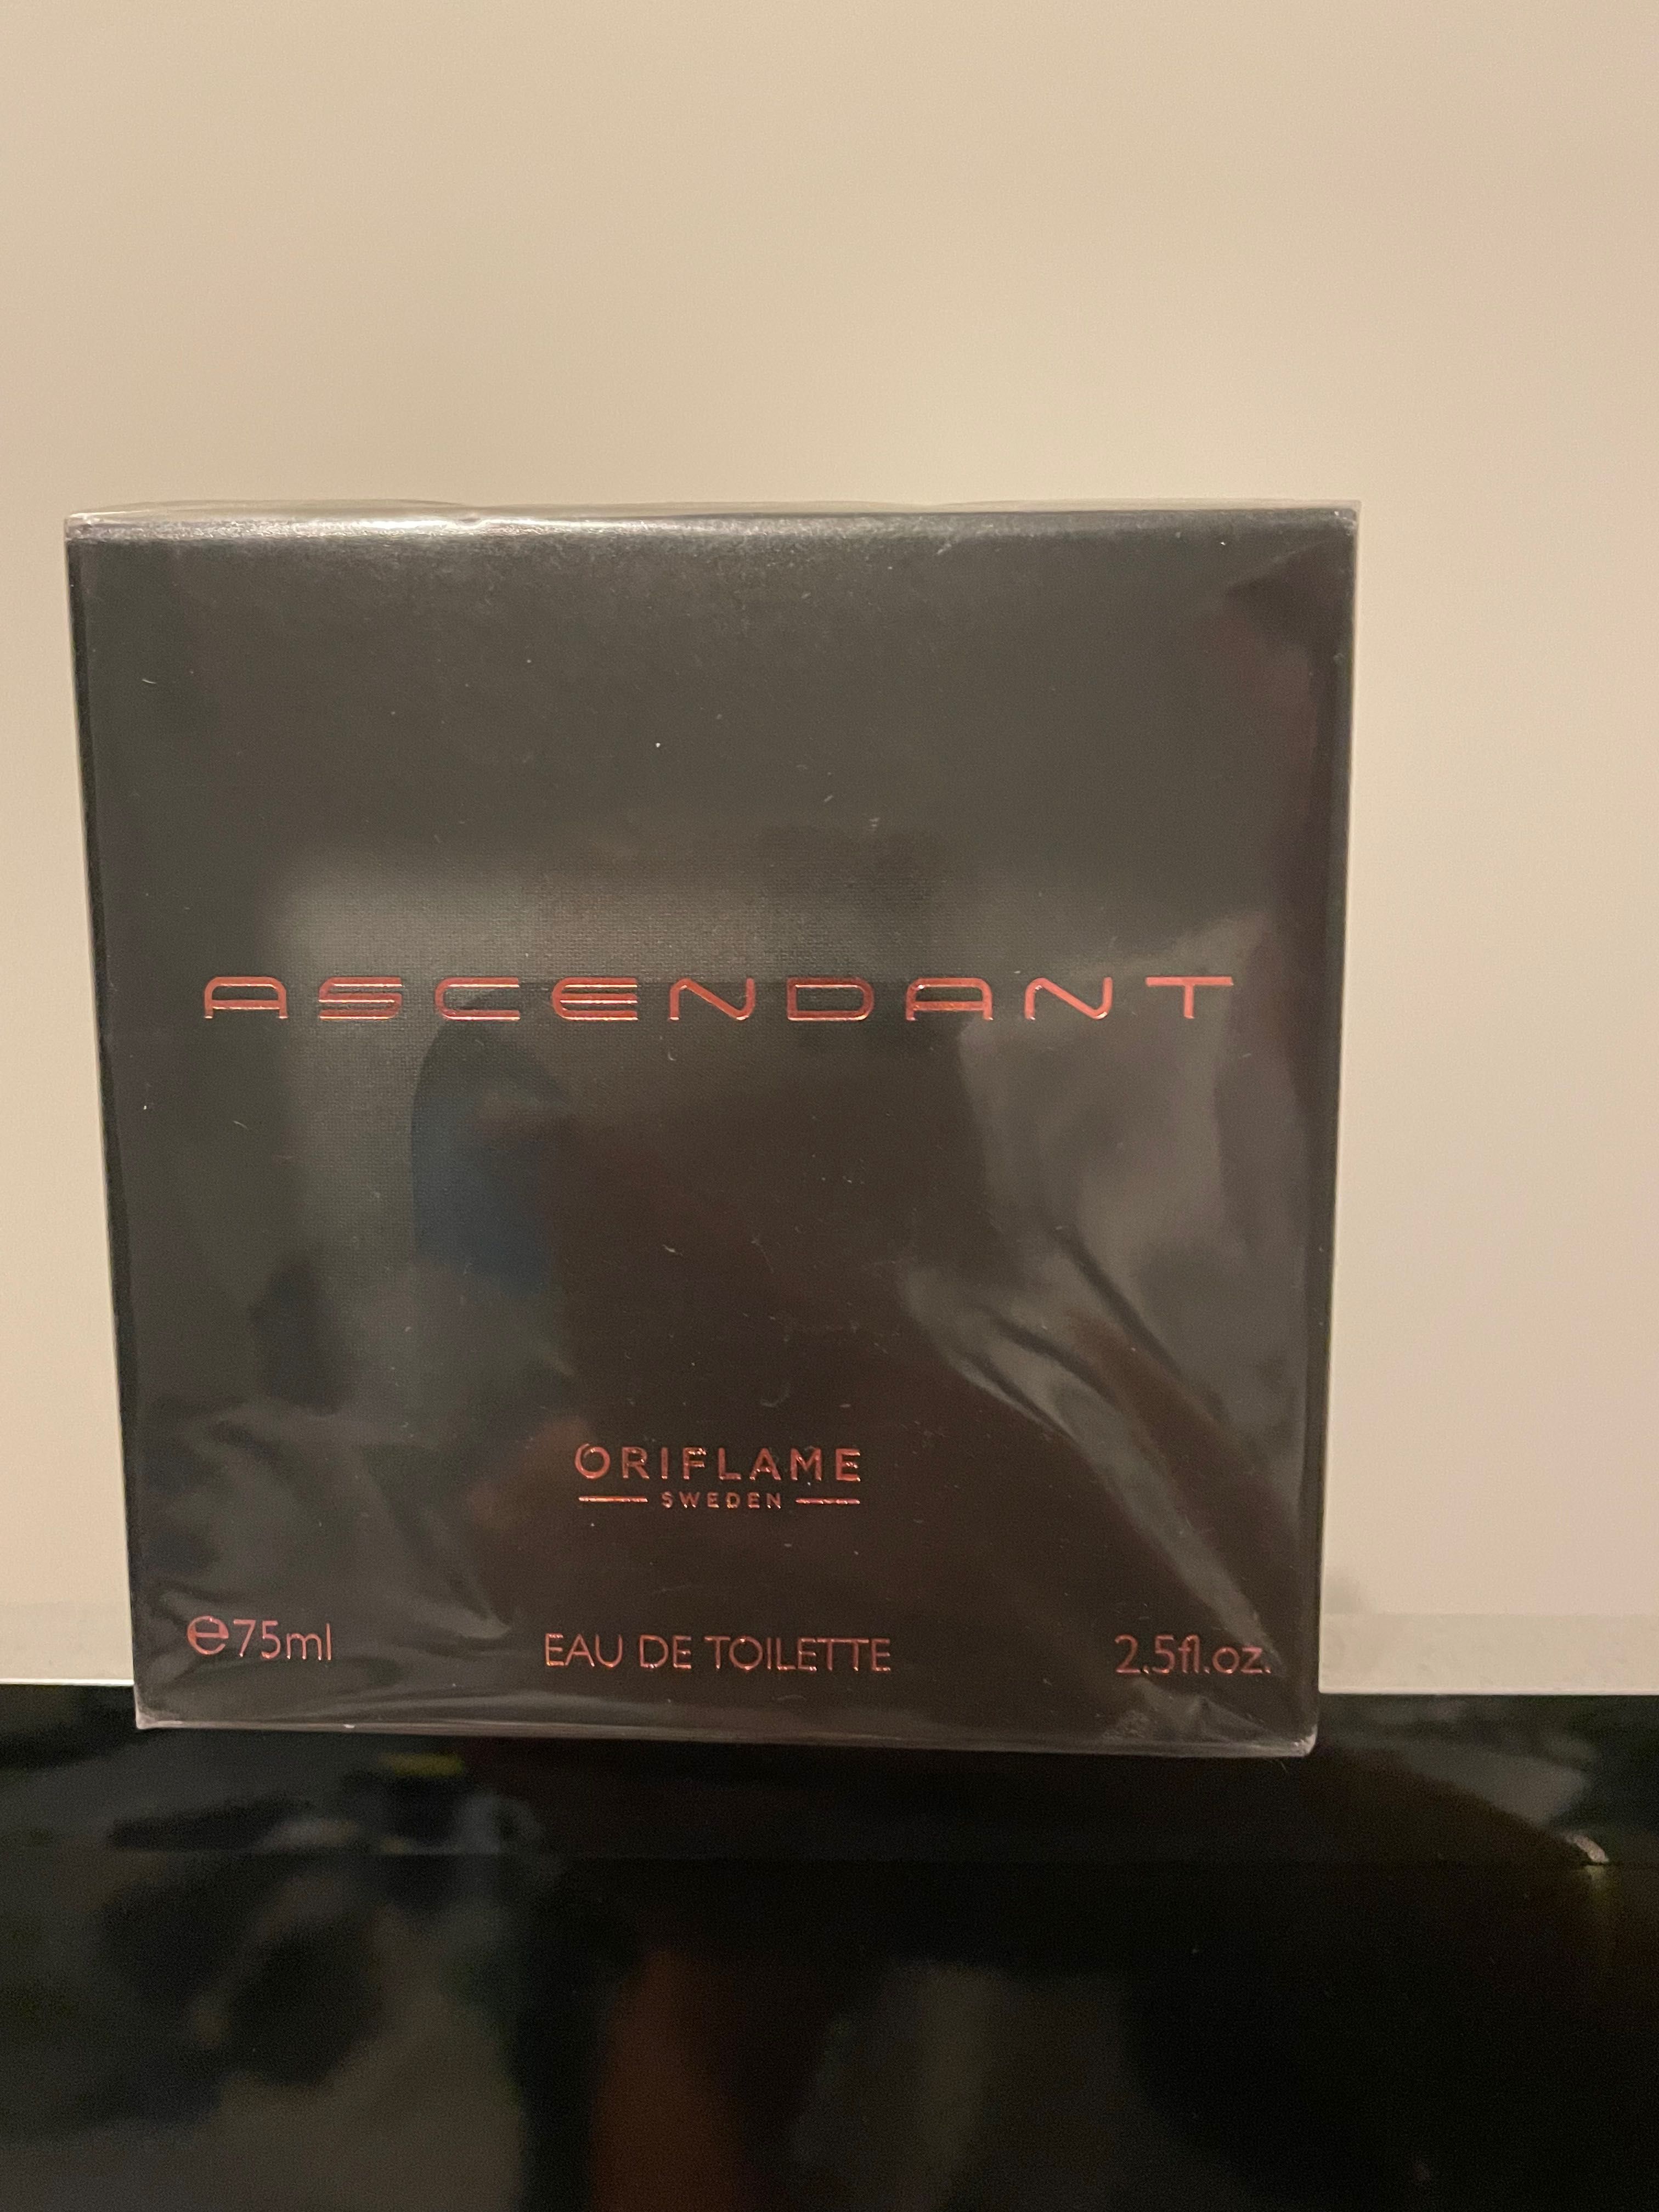 ASCENDANT
ORIFLAME
SWEDEN
℮75ml EAU DE TOILETTE 2.5fl.oz.